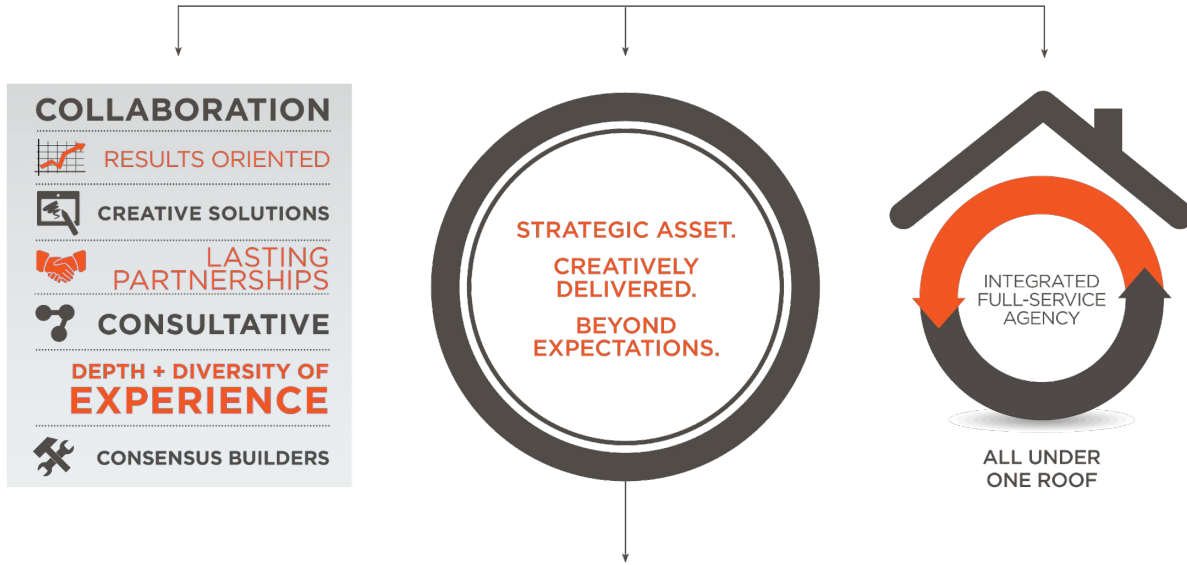 COLLABORATION
RESULTS ORIENTED
CREATIVE SOLUTIONS
LASTING
PARTNERSHIPS
CONSULTATIVE
DEPTH + DIVERSITY OF
EXPERIENCE
CONSENSUS BUILDERS
STRATEGIC ASSET.
CREATIVELY
DELIVERED.
BEYOND
EXPECTATIONS.
INTEGRATED
FULL-SERVICE
AGENCY
ALL UNDER
ONE ROOF